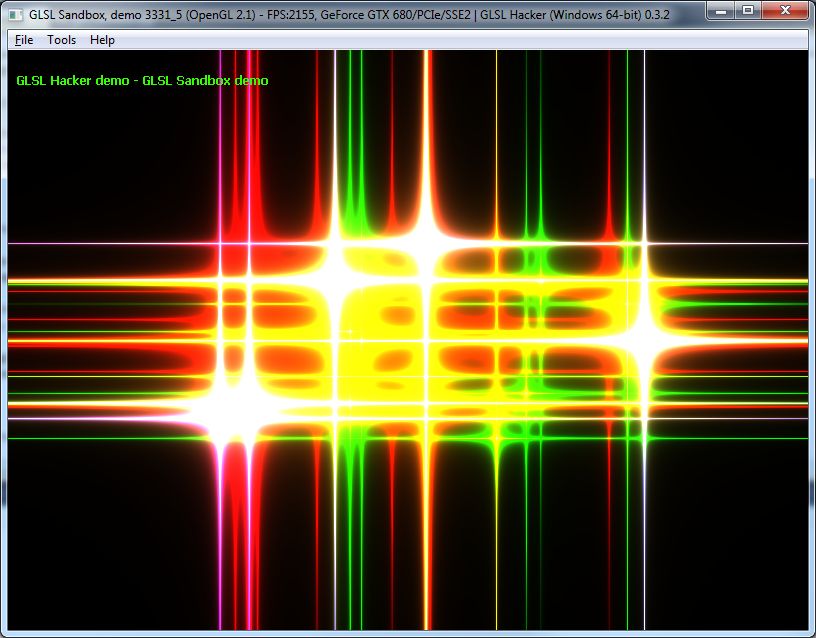 GLSL Sandbox, demo 3331_5 (OpenGL 2.1) - FPS:2155, GeForce GTX 680/PCIe/SSE2 | GLSL Hacker (Windows 64-bit) 0.3.2
File Tools Help
GLSL Hacker demo - GLSL Sandbox demo